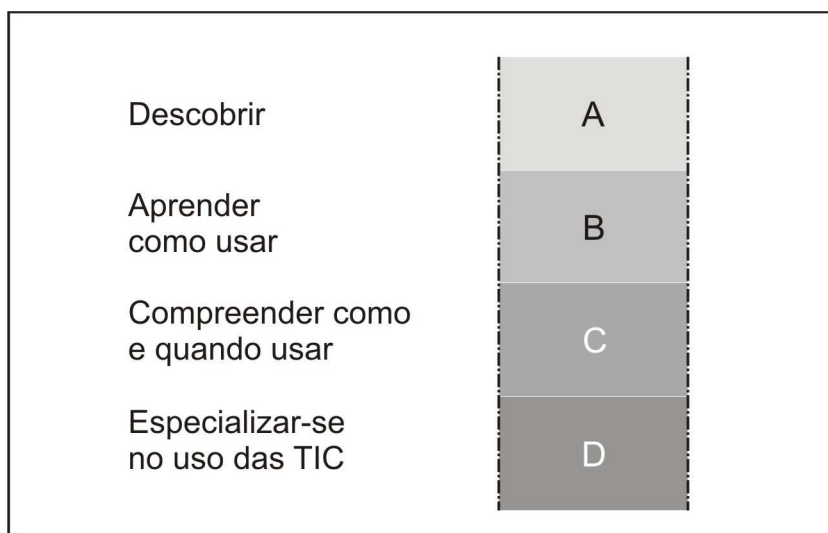 Descobrir
A
Aprender
como usar
B
Compreender como
e quando usar
C
Especializar-se
no uso das TIC
D